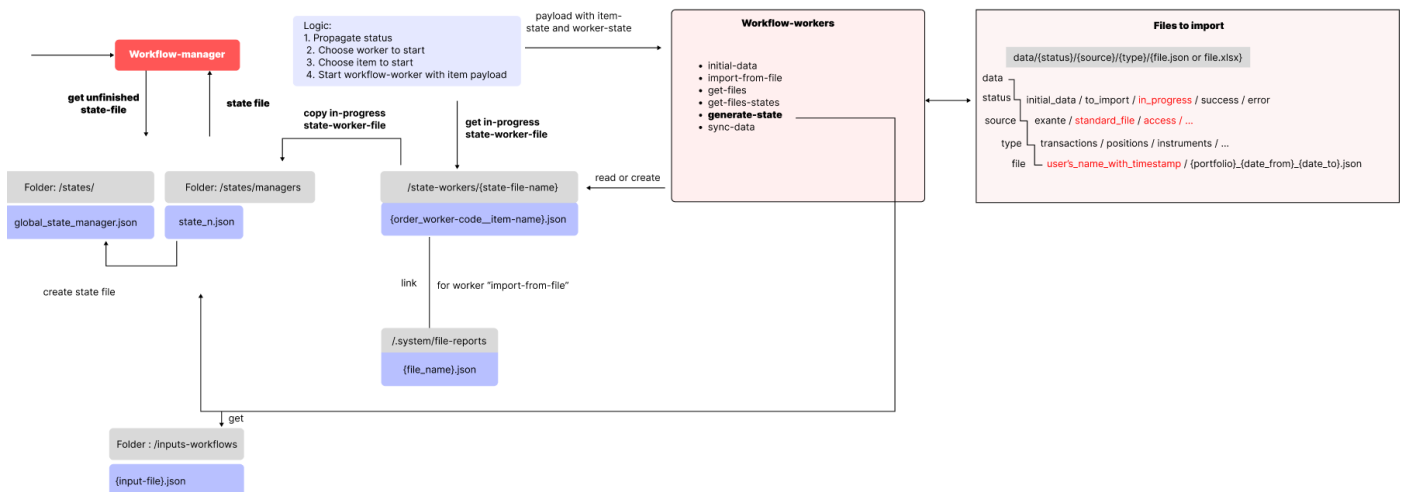 Workflow-manager
get unfinished
state-file
state file
Logic:
1. Propagate status
2. Choose worker to start
3. Choose item to start
4. Start workflow-worker with item payload
payload with item-
state and worker-state
copy in-progress
state-worker-file
get in-progress
state-worker-file
Workflow-workers
• initial-data
• import-from-file
• get-files
• get-files-states
• generate-state
• sync-data
Files to import
data/{status}/{source}/{type}/{file.json or file.xlsx}
data
status
initial_data / to_import / in_progress / success / error
source
exante / standard_file / access / ...
type
transactions / positions / instruments / ...
file
user's_name_with_timestamp / {portfolio}_{date_from}_{date_to}.json
Folder: /states/
global_state_manager.json
Folder: /states/managers
state_n.json
create state file
/state-workers/{state-file-name}
{order_worker-code__item-name}.json
read or create
link
for worker “import-from-file”
/.system/file-reports
{file_name}.json
get
Folder : /inputs-workflows
{input-file}.json